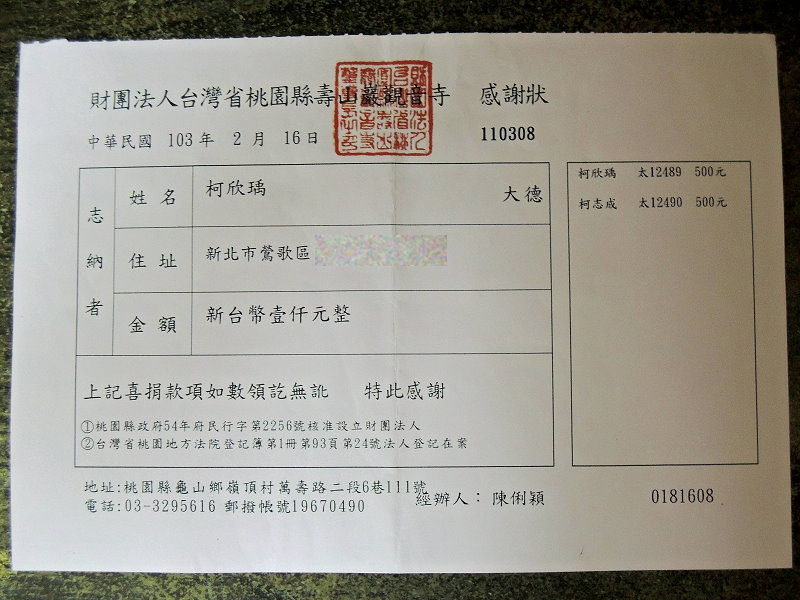 財團法人台灣省桃園縣壽山巖觀音寺 感謝狀
中華民國 103年 2月 16日
110308
志納者
姓名 柯欣瑀 大德
住址 新北市鶯歌區
金額 新台幣壹仟元整
上記喜捐款項如數領訖無訛 特此感謝
①桃園縣政府54年府民行字第2256號核准設立財團法人
②台灣省桃園地方法院登記簿第1冊第93頁第24號法人登記在案
柯欣瑀 太12489 500元
柯志成 太12490 500元
地址:桃園縣龜山鄉嶺頂村萬壽路二段6巷111號
電話:03-3295616 郵撥帳號19670490
經辦人: 陳俐穎
0181608